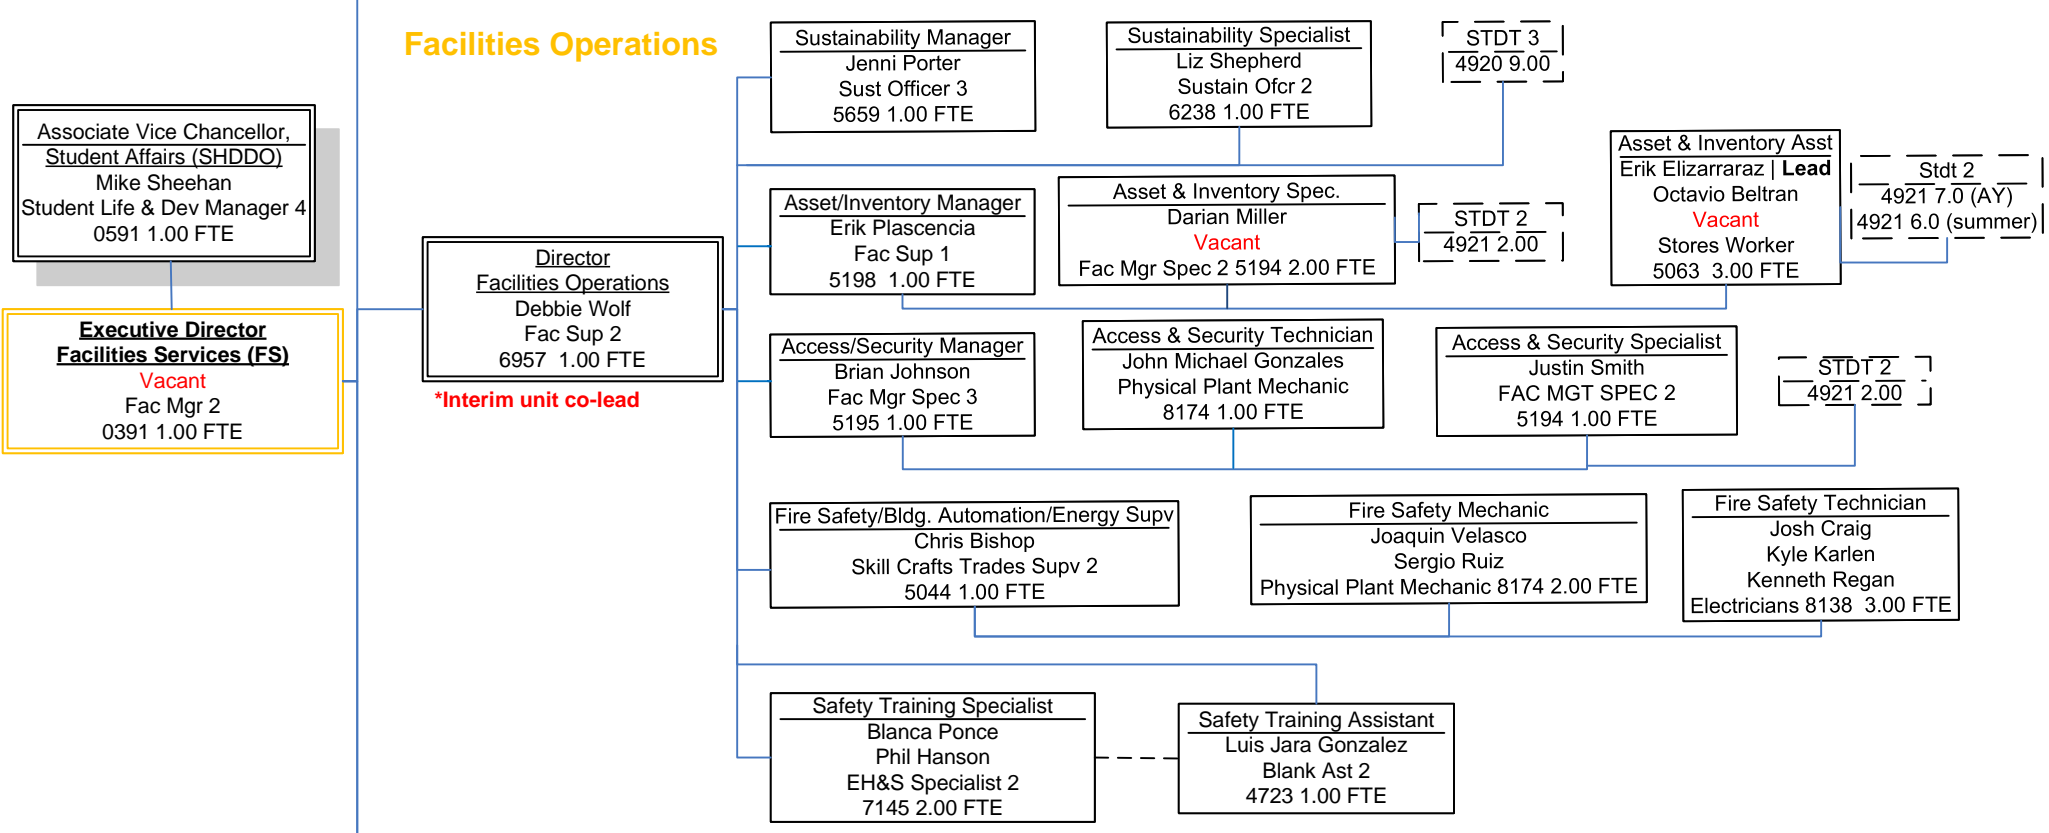 Facilities Operations
Associate Vice Chancellor,
Student Affairs (SHDDO)
Mike Sheehan
Student Life & Dev Manager 4
0591 1.00 FTE
Executive Director
Facilities Services (FS)
Vacant
Fac Mgr 2
0391 1.00 FTE
Director
Facilities Operations
Debbie Wolf
Fac Sup 2
6957 1.00 FTE
*Interim unit co-lead
Sustainability Manager
Jenni Porter
Sust Officer 3
5659 1.00 FTE
Sustainability Specialist
Liz Shepherd
Sustain Ofcr 2
6238 1.00 FTE
STDT 3
4920 9.00
Asset/Inventory Manager
Erik Plascencia
Fac Sup 1
5198 1.00 FTE
Asset & Inventory Spec.
Darian Miller
Vacant
Fac Mgr Spec 2 5194 2.00 FTE
STDT 2
4921 2.00
Asset & Inventory Asst
Erik Elizarraraz | Lead
Octavio Beltran
Vacant
Stores Worker
5063 3.00 FTE
Stdt 2
4921 7.0 (AY)
4921 6.0 (summer)
Access/Security Manager
Brian Johnson
Fac Mgr Spec 3
5195 1.00 FTE
Access & Security Technician
John Michael Gonzales
Physical Plant Mechanic
8174 1.00 FTE
Access & Security Specialist
Justin Smith
FAC MGT SPEC 2
5194 1.00 FTE
STDT 2
4921 2.00
Fire Safety/Bldg. Automation/Energy Supv
Chris Bishop
Skill Crafts Trades Supv 2
5044 1.00 FTE
Fire Safety Mechanic
Joaquin Velasco
Sergio Ruiz
Physical Plant Mechanic 8174 2.00 FTE
Fire Safety Technician
Josh Craig
Kyle Karlen
Kenneth Regan
Electricians 8138 3.00 FTE
Safety Training Specialist
Blanca Ponce
Phil Hanson
EH&S Specialist 2
7145 2.00 FTE
Safety Training Assistant
Luis Jara Gonzalez
Blank Ast 2
4723 1.00 FTE